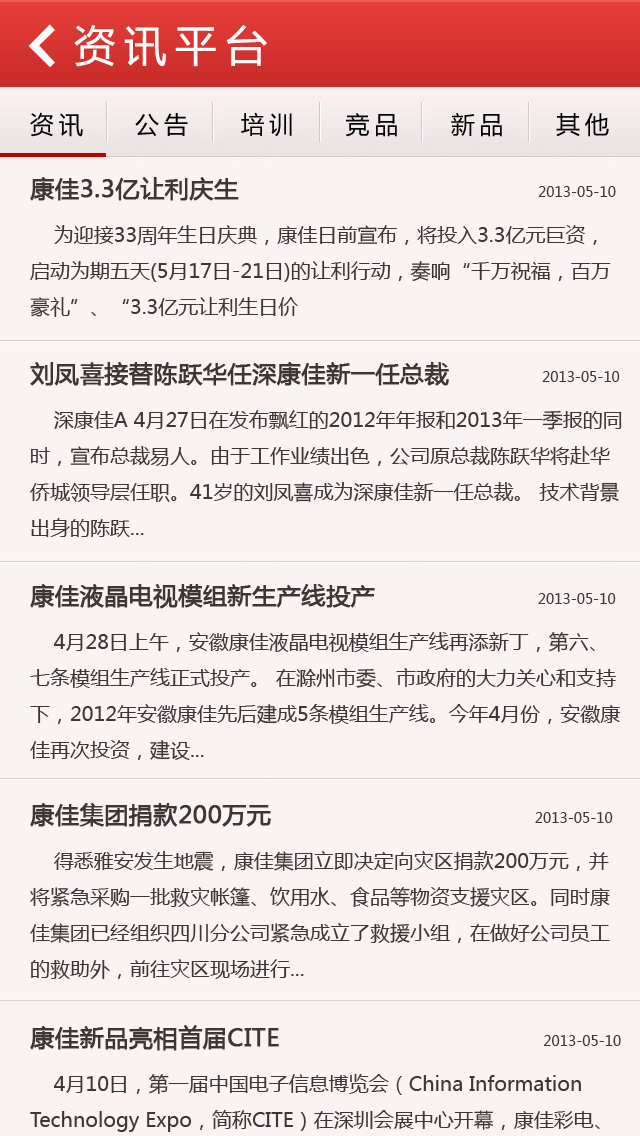 资讯平台
资讯 公告 培训 竞品 新品 其他
康佳3.3亿让利庆生 2013-05-10
为迎接33周年生日庆典，康佳日前宣布，将投入3.3亿元巨资，
启动为期五天(5月17日-21日)的让利行动，奏响“千万祝福，百万
豪礼”、“3.3亿元让利生日价
刘凤喜接替陈跃华任深康佳新一任总裁 2013-05-10
深康佳A 4月27日在发布飘红的2012年年报和2013年一季报的同
时，宣布总裁易人。由于工作业绩出色，公司原总裁陈跃华将赴华
侨城领导层任职。41岁的刘凤喜成为深康佳新一任总裁。 技术背景
出身的陈跃...
康佳液晶电视模组新生产线投产 2013-05-10
4月28日上午，安徽康佳液晶电视模组生产线再添新丁，第六、
七条模组生产线正式投产。 在滁州市委、市政府的大力关心和支持
下，2012年安徽康佳先后建成5条模组生产线。今年4月份，安徽康
佳再次投资，建设...
康佳集团捐款200万元 2013-05-10
得悉雅安发生地震，康佳集团立即决定向灾区捐款200万元，并
将紧急采购一批救灾帐篷、饮用水、食品等物资支援灾区。同时康
佳集团已经组织四川分公司紧急成立了救援小组，在做好公司员工
的救助外，前往灾区现场进行...
康佳新品亮相首届CITE 2013-05-10
4月10日，第一届中国电子信息博览会（China Information
Technology Expo，简称CITE）在深圳会展中心开幕，康佳彩电、